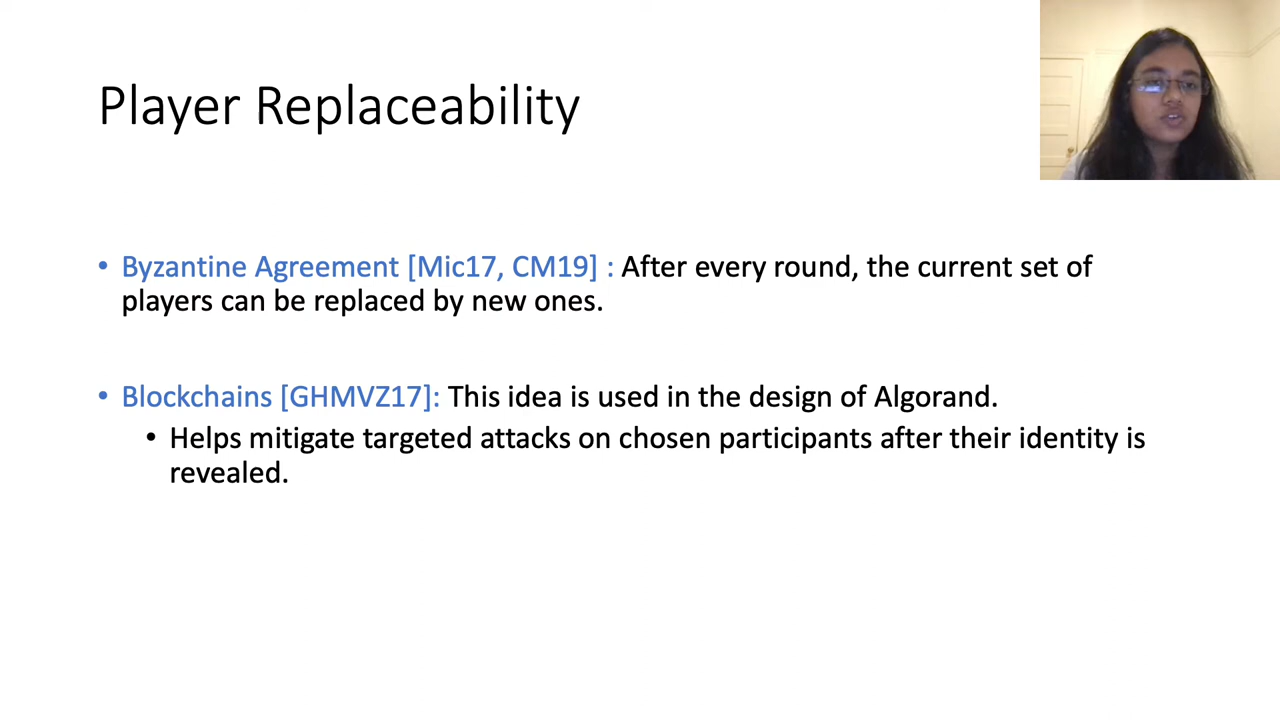 Player Replaceability
• Byzantine Agreement [Mic17, CM19] : After every round, the current set of
players can be replaced by new ones.
• Blockchains [GHMVZ17]: This idea is used in the design of Algorand.
• Helps mitigate targeted attacks on chosen participants after their identity is
revealed.